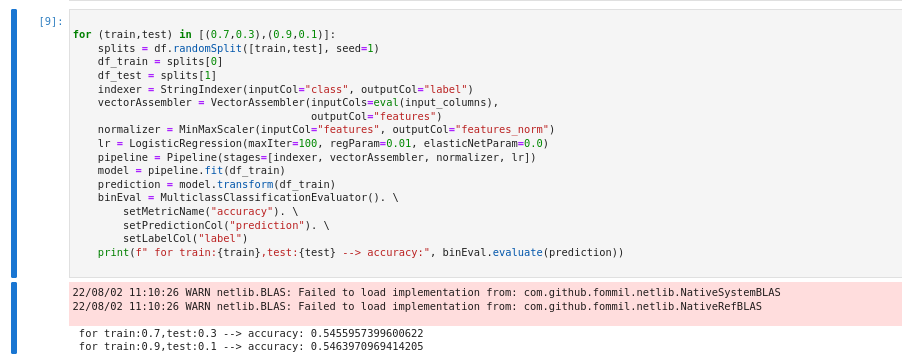 [9]:
for (train,test) in [(0.7,0.3),(0.9,0.1)]:
    splits = df.randomSplit([train,test], seed=1)
    df_train = splits[0]
    df_test = splits[1]
    indexer = StringIndexer(inputCol="class", outputCol="label")
    vectorAssembler = VectorAssembler(inputCols=eval(input_columns),
                                      outputCol="features")
    normalizer = MinMaxScaler(inputCol="features", outputCol="features_norm")
    lr = LogisticRegression(maxIter=100, regParam=0.01, elasticNetParam=0.0)
    pipeline = Pipeline(stages=[indexer, vectorAssembler, normalizer, lr])
    model = pipeline.fit(df_train)
    prediction = model.transform(df_train)
    binEval = MulticlassClassificationEvaluator(). \
        setMetricName("accuracy"). \
        setPredictionCol("prediction"). \
        setLabelCol("label")
    print(f" for train:{train},test:{test} --> accuracy:", binEval.evaluate(prediction))
22/08/02 11:10:26 WARN netlib.BLAS: Failed to load implementation from: com.github.fommil.netlib.NativeSystemBLAS
22/08/02 11:10:26 WARN netlib.BLAS: Failed to load implementation from: com.github.fommil.netlib.NativeRefBLAS
 for train:0.7,test:0.3 --> accuracy: 0.5455957399600622
 for train:0.9,test:0.1 --> accuracy: 0.5463970969414205